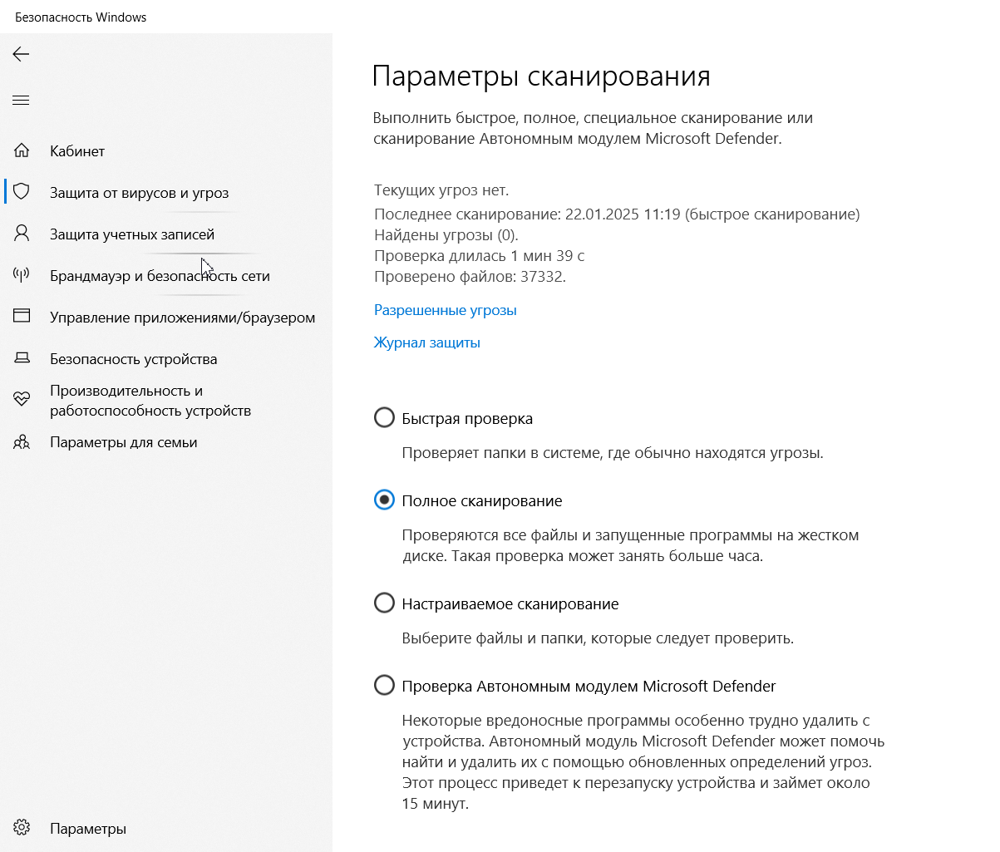 Безопасность Windows
Кабинет
Защита от вирусов и угроз
Защита учетных записей
Брандмауэр и безопасность сети
Управление приложениями/браузером
Безопасность устройства
Производительность и
работоспособность устройств
Параметры для семьи
Параметры
Параметры сканирования
Выполнить быстрое, полное, специальное сканирование или
сканирование Автономным модулем Microsoft Defender.
Текущих угроз нет.
Последнее сканирование: 22.01.2025 11:19 (быстрое сканирование)
Найдены угрозы (0).
Проверка длилась 1 мин 39 с
Проверено файлов: 37332.
Разрешенные угрозы
Журнал защиты
Быстрая проверка
Проверяет папки в системе, где обычно находятся угрозы.
Полное сканирование
Проверяются все файлы и запущенные программы на жестком
диске. Такая проверка может занять больше часа.
Настраиваемое сканирование
Выберите файлы и папки, которые следует проверить.
Проверка Автономным модулем Microsoft Defender
Некоторые вредоносные программы особенно трудно удалить с
устройства. Автономный модуль Microsoft Defender может помочь
найти и удалить их с помощью обновленных определений угроз.
Этот процесс приведет к перезапуску устройства и займет около
15 минут.